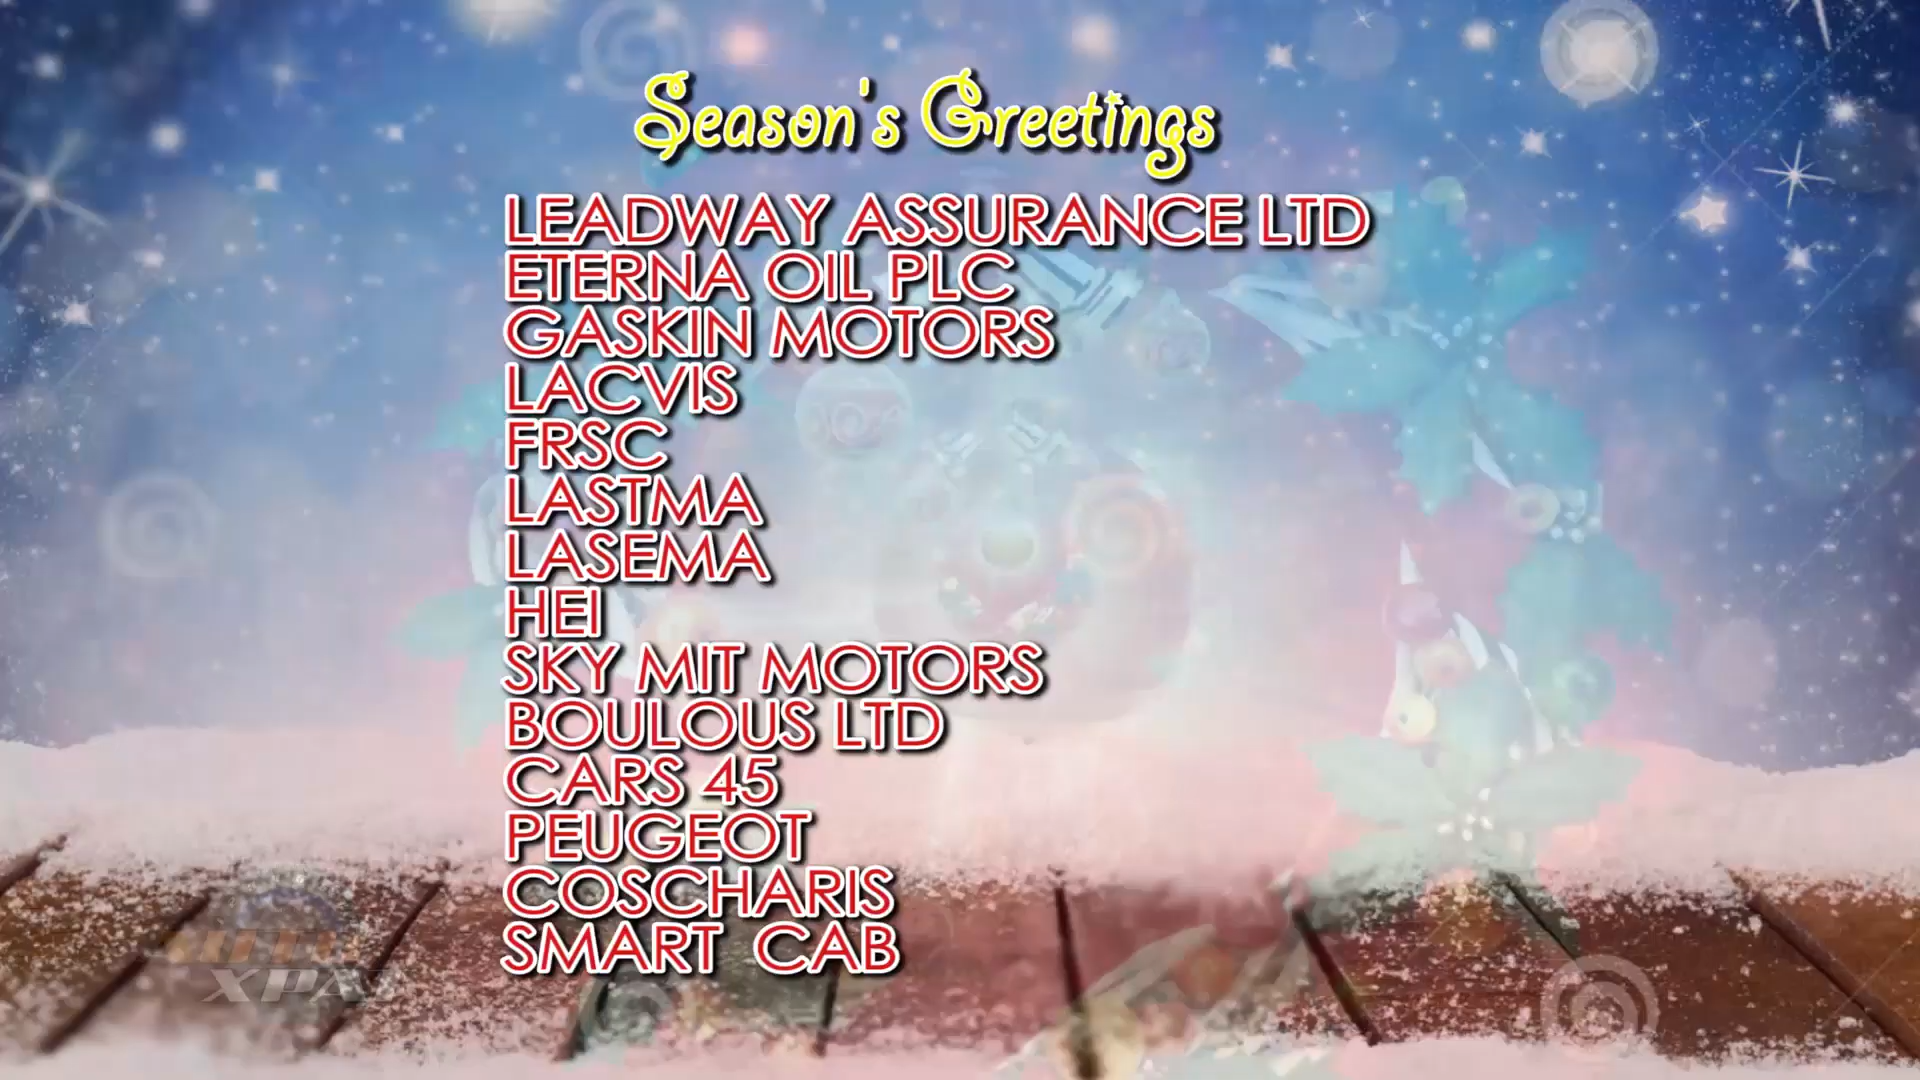 Season's Greetings
LEADWAY ASSURANCE LTD
ETERNA OIL PLC
GASKIN MOTORS
LACVIS
FRSC
LASTMA
LASEMA
HEI
SKY MIT MOTORS
BOULOUS LTD
CARS 45
PEUGEOT
COSCHARIS
SMART CAB